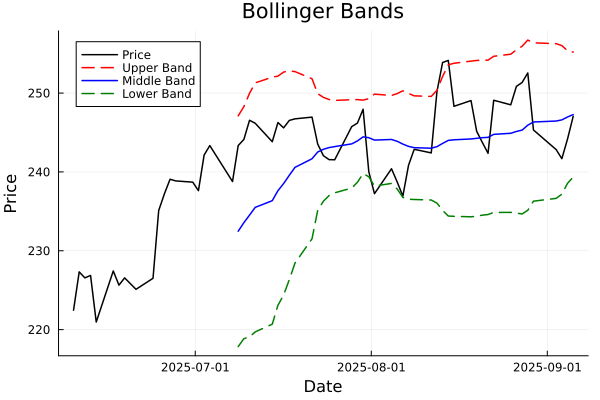 Bollinger Bands
Price
Upper Band
Middle Band
Lower Band
250
240
230
220
Price
2025-07-01
2025-08-01
2025-09-01
Date